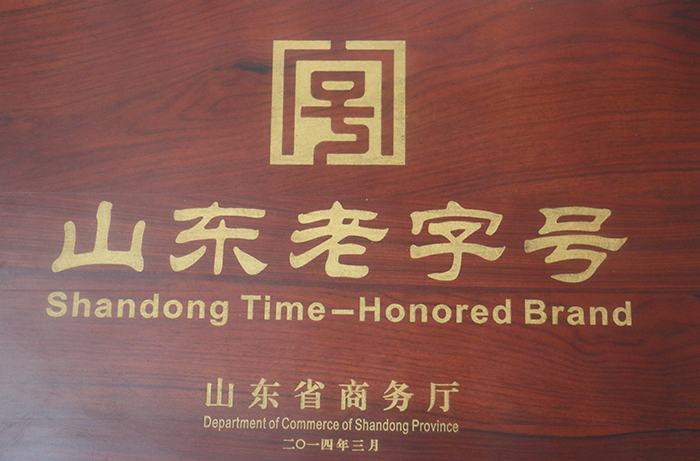 山东老字号
Shandong Time-Honored Brand
山东省商务厅
Department of Commerce of Shandong Province
二〇一四年三月